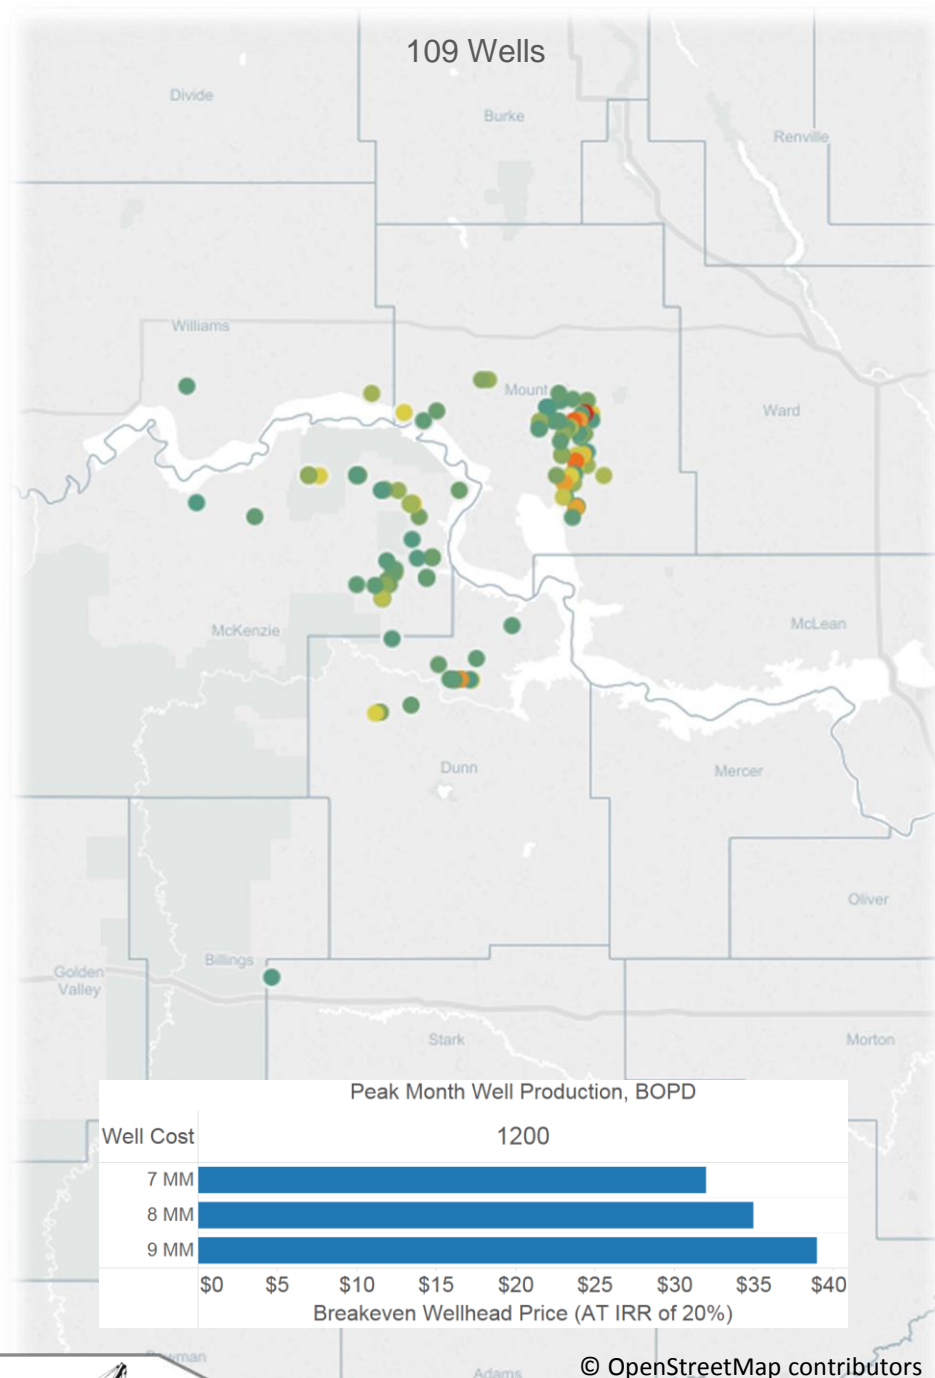 109 Wells
Divide
Burke
Renville
Williams
Mount
Ward
McKenzie
McLean
Dunn
Mercer
Oliver
Billings
Golden
Valley
Stark
Morton
Peak Month Well Production, BOPD
Well Cost 1200
7 MM
8 MM
9 MM
$0 $5 $10 $15 $20 $25 $30 $35 $40
Breakeven Wellhead Price (AT IRR of 20%)
Adams
© OpenStreetMap contributors